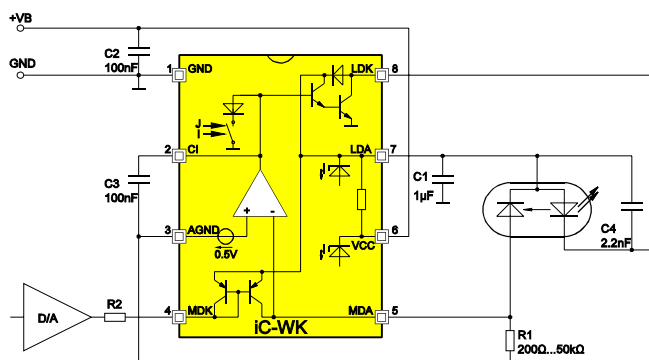 +VB
C2
100nF
GND
1
GND
LDK
8
J
I
2
CI
LDA
7
C3
100nF
C1
1µF
C4
2.2nF
+
-
3
AGND
0.5V
VCC
6
D/A
R2
4
MDK
MDA
5
iC-WK
R1
200Ω...50kΩ